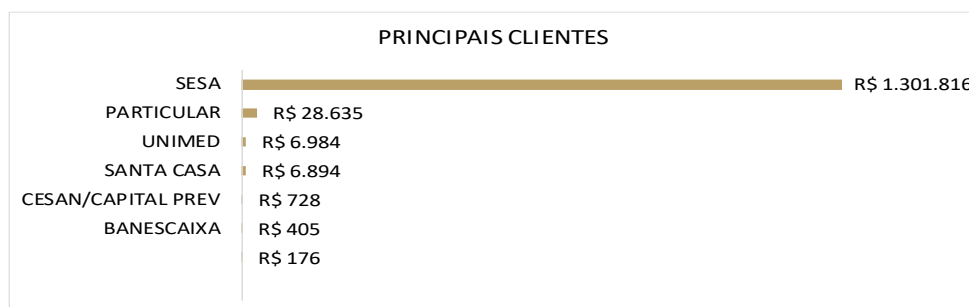 PRINCIPAIS CLIENTES
SESA R$ 1.301.816
PARTICULAR R$ 28.635
UNIMED R$ 6.984
SANTA CASA R$ 6.894
CESAN/CAPITAL PREV R$ 728
BANESCAIXA R$ 405
R$ 176